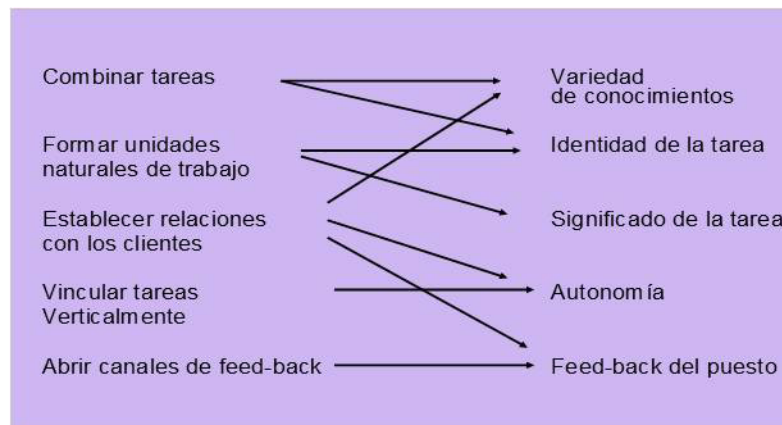 Combinar tareas
Formar unidades
naturales de trabajo
Establecer relaciones
con los clientes
Vincular tareas
Verticalmente
Abrir canales de feed-back
Variedad
de conocimientos
Identidad de la tarea
Significado de la tarea
Autonomía
Feed-back del puesto